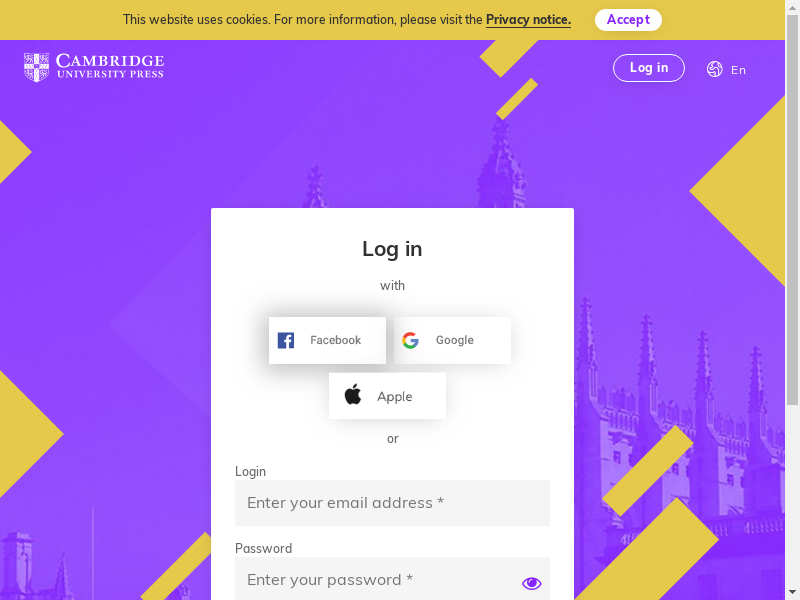 This website uses cookies. For more information, please visit the Privacy notice. Accept
CAMBRIDGE
UNIVERSITY PRESS
Log in
En
Log in
with
Facebook
Google
Apple
or
Login
Enter your email address *
Password
Enter your password *